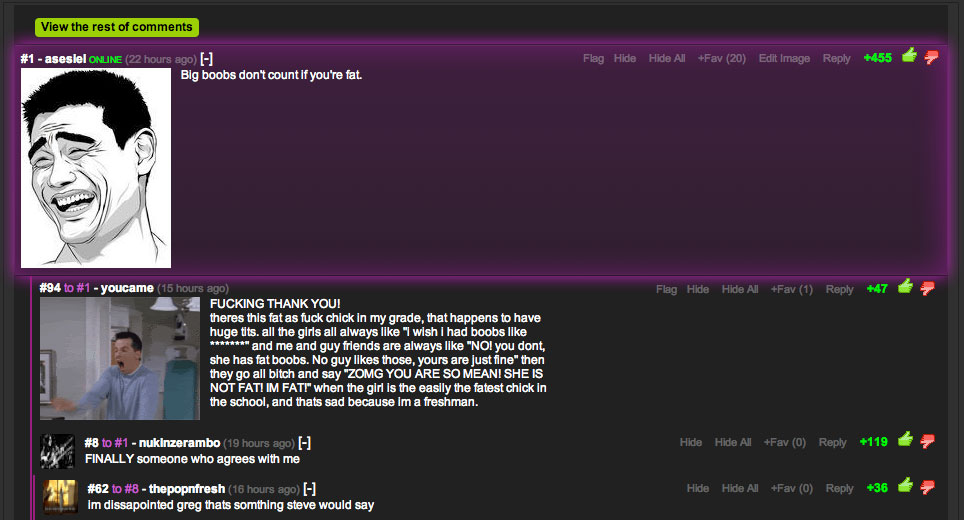 View the rest of comments
#1 - asesiel ONLINE (22 hours ago) [-] Flag Hide Hide All +Fav (20) Edit Image Reply +455
Big boobs don't count if you're fat.
#94 to #1 - youcame (15 hours ago) Flag Hide Hide All +Fav (1) Reply +47
FUCKING THANK YOU!
theres this fat as fuck chick in my grade, that happens to have
huge tits. all the girls all always like "i wish i had boobs like
*******" and me and guy friends are always like "NO! you dont,
she has fat boobs. No guy likes those, yours are just fine" then
they go all bitch and say "ZOMG YOU ARE SO MEAN! SHE IS
NOT FAT! IM FAT!" when the girl is the easily the fatest chick in
the school, and thats sad because im a freshman.
#8 to #1 - nukinzerambo (19 hours ago) [-] Hide Hide All +Fav (0) Reply +119
FINALLY someone who agrees with me
#62 to #8 - thepopnfresh (16 hours ago) [-] Hide Hide All +Fav (0) Reply +36
im dissapointed greg thats somthing steve would say